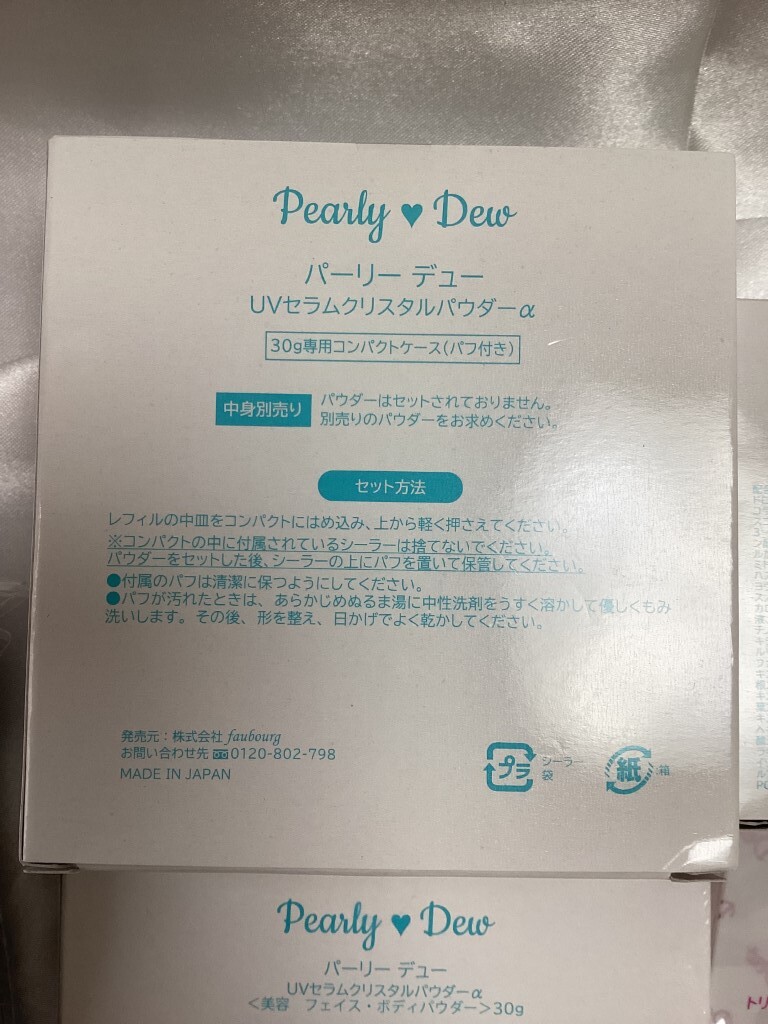 Pearly ♥ Dew
パーリー デュー
UVセラムクリスタルパウダーα
30g専用コンパクトケース(パフ付き)
中身別売り
パウダーはセットされておりません。
別売りのパウダーをお求めください。
セット方法
レフィルの中皿をコンパクトにはめ込み、上から軽く押さえてください。
※コンパクトの中に付属されているシーラーは捨てないでください。
パウダーをセットした後、シーラーの上にパフを置いて保管してください。
●付属のパフは清潔に保つようにしてください。
●パフが汚れたときは、あらかじめぬるま湯に中性洗剤をうすく溶かして優しくもみ
洗いします。その後、形を整え、日かげでよく乾かしてください。
発売元：株式会社 faubourg
お問い合わせ先 0120-802-798
MADE IN JAPAN
プラ
シーラー
袋
紙
箱
Pearly ♥ Dew
パーリー デュー
UVセラムクリスタルパウダーα
<美容 フェイス・ボディパウダー>30g